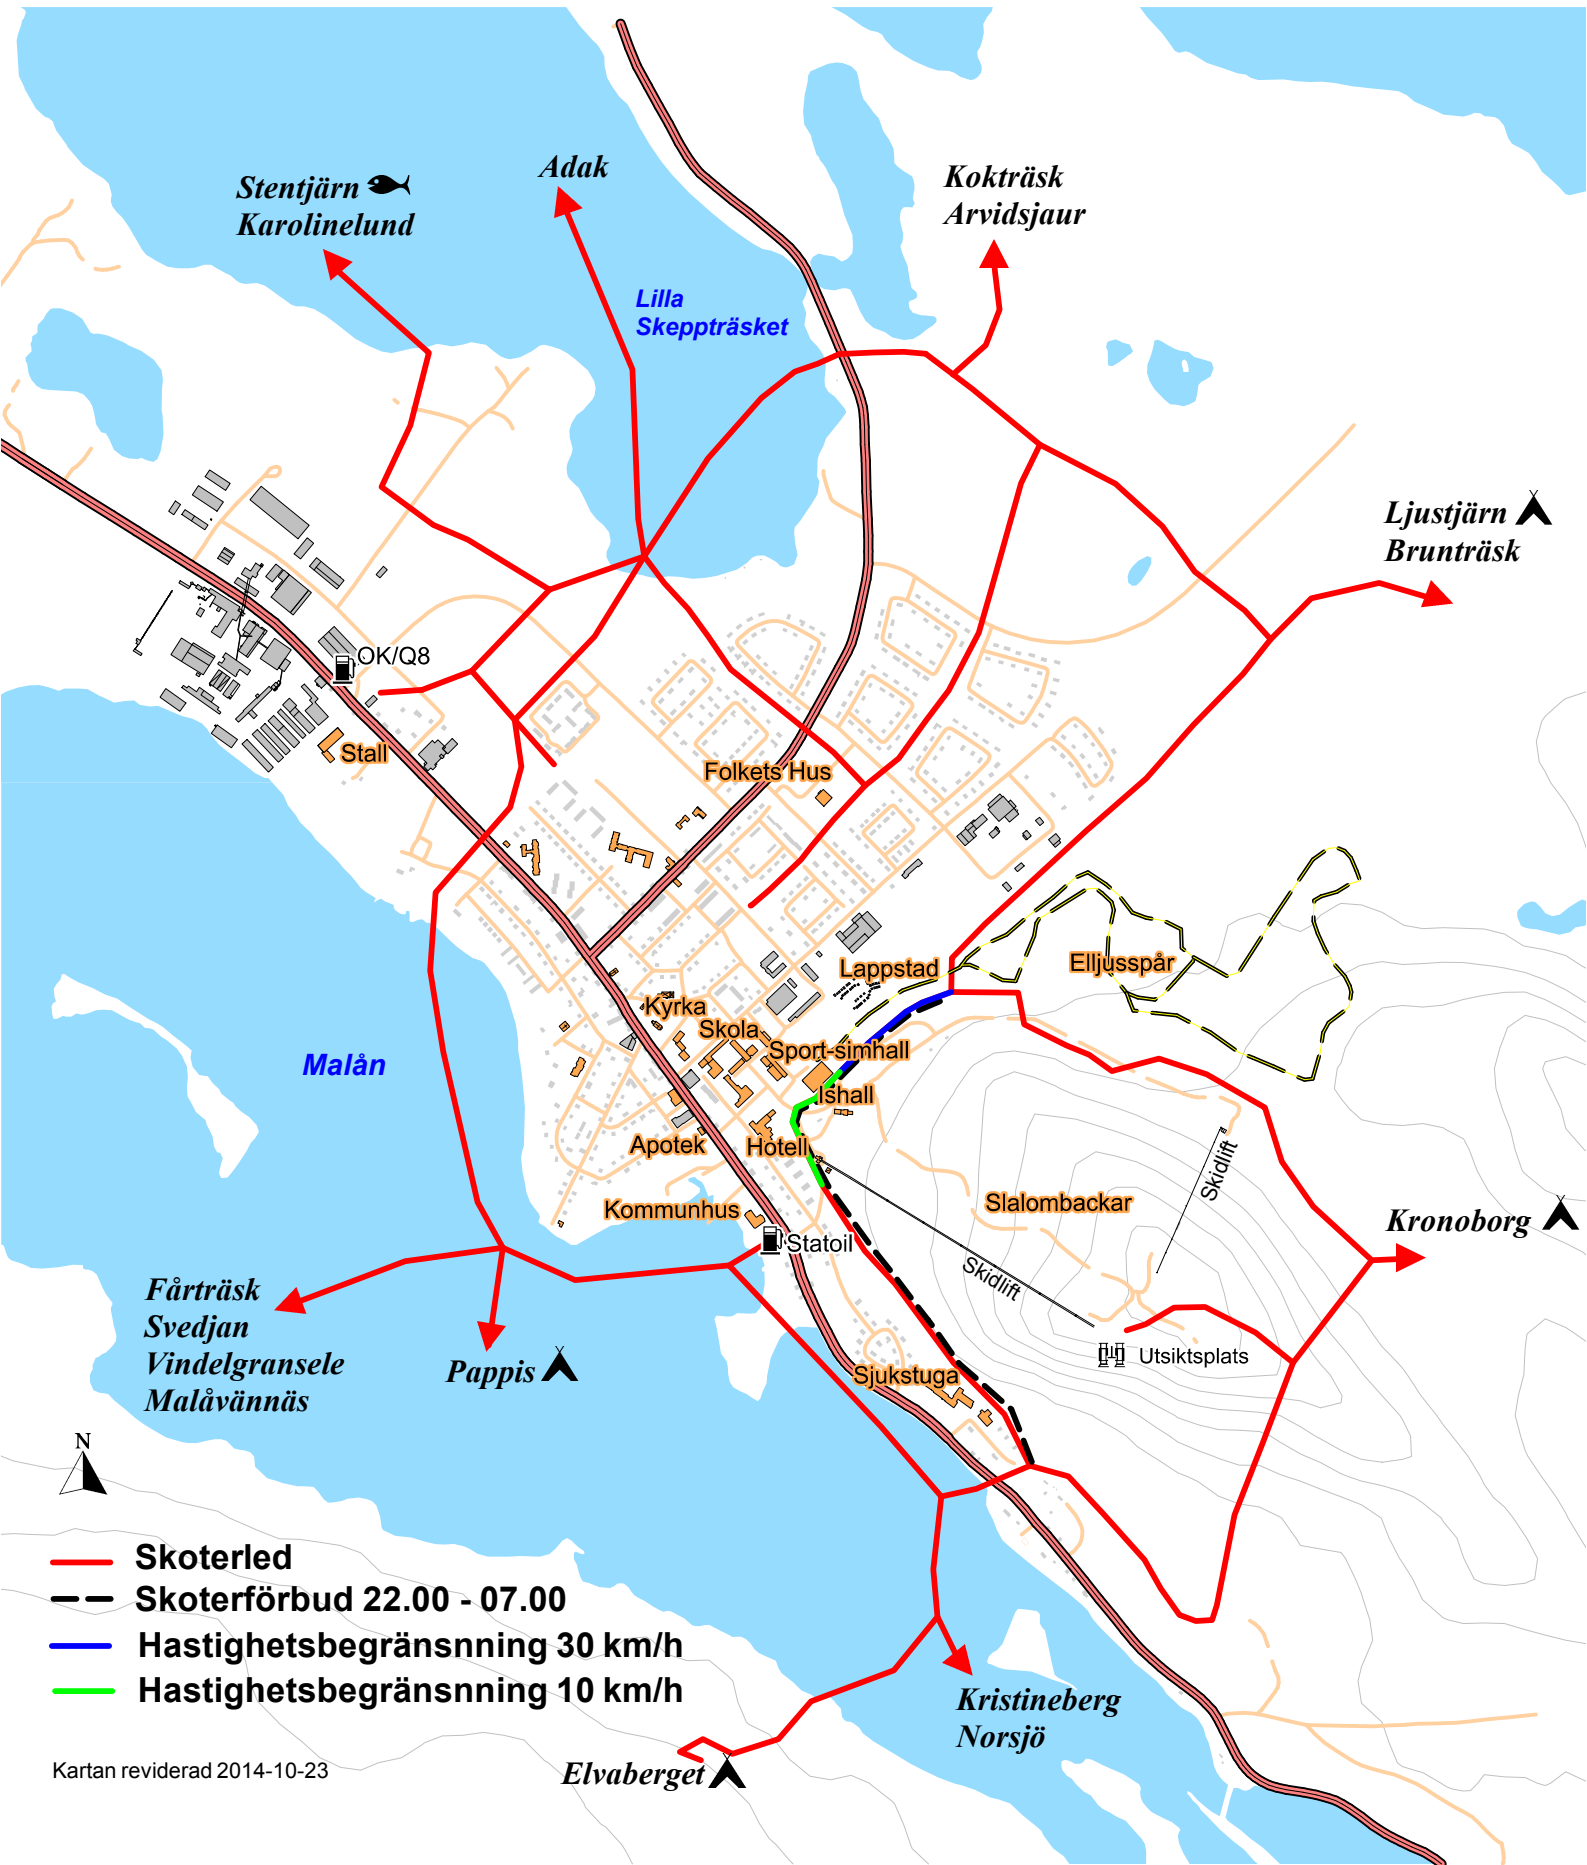 Adak
Kokträsk
Arvidsjaur
Stentjärn
Karolinelund
Lilla
Skeppträsket
Ljustjärn
Brunträsk
OK/Q8
Stall
Folkets Hus
Lappstad
Elljusspår
Kyrka
Skola
Sport-simhall
Malån
Ishall
Apotek
Hotell
Skidlift
Slalombackar
Kommunhus
Kronoborg
Statoil
Skidlift
Fårträsk
Svedjan
Vindelgransele
Malåvännäs
Utsiktsplats
Pappis
Sjukstuga
N
Skoterled
Skoterförbud 22.00 - 07.00
Hastighetsbegränsnning 30 km/h
Hastighetsbegränsnning 10 km/h
Kristineberg
Norsjö
Elvaberget
Kartan reviderad 2014-10-23